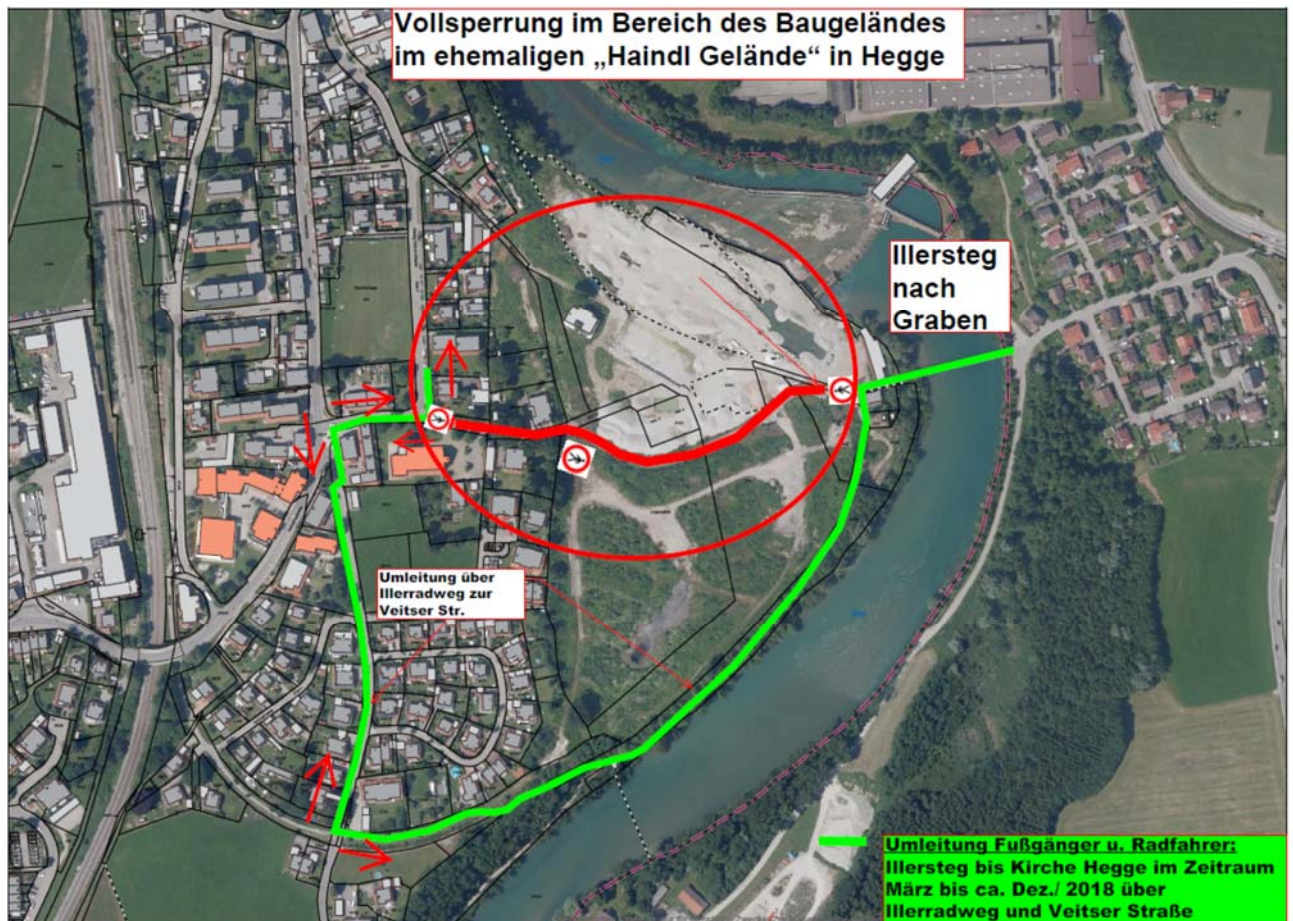 Vollsperrung im Bereich des Baugeländes
im ehemaligen „Haindl Gelände“ in Hegge
Illersteg
nach
Graben
Umleitung über
Illerradweg zur
Veitser Str.
Umleitung Fußgänger u. Radfahrer:
Illersteg bis Kirche Hegge im Zeitraum
März bis ca. Dez./ 2018 über
Illerradweg und Veitser Straße